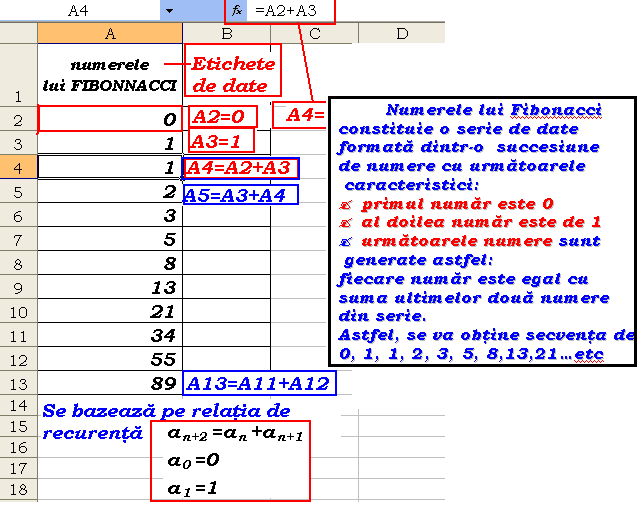 A4 fx =A2+A3
A B C D
1 numerele
lui FIBONNACCI
Etichete
de date
2 0 A2=0 A4=
3 1 A3=1
4 1 A4=A2+A3
5 2 A5=A3+A4
6 3
7 5
8 8
9 13
10 21
11 34
12 55
13 89 A13=A11+A12
14
15
16
17
18
Numerele lui Fibonacci
constituie o serie de date
formată dintr-o succesiune
de numere cu următoarele
caracteristici:
primul număr este 0
al doilea număr este de 1
următoarele numere sunt
generate astfel:
fiecare număr este egal cu
suma ultimelor două numere
din serie.
Astfel, se va obține secvența de
0, 1, 1, 2, 3, 5, 8,13,21…etc
Se bazează pe relația de
recurență
aₙ₊₂=aₙ+aₙ₊₁
a₀=0
a₁=1